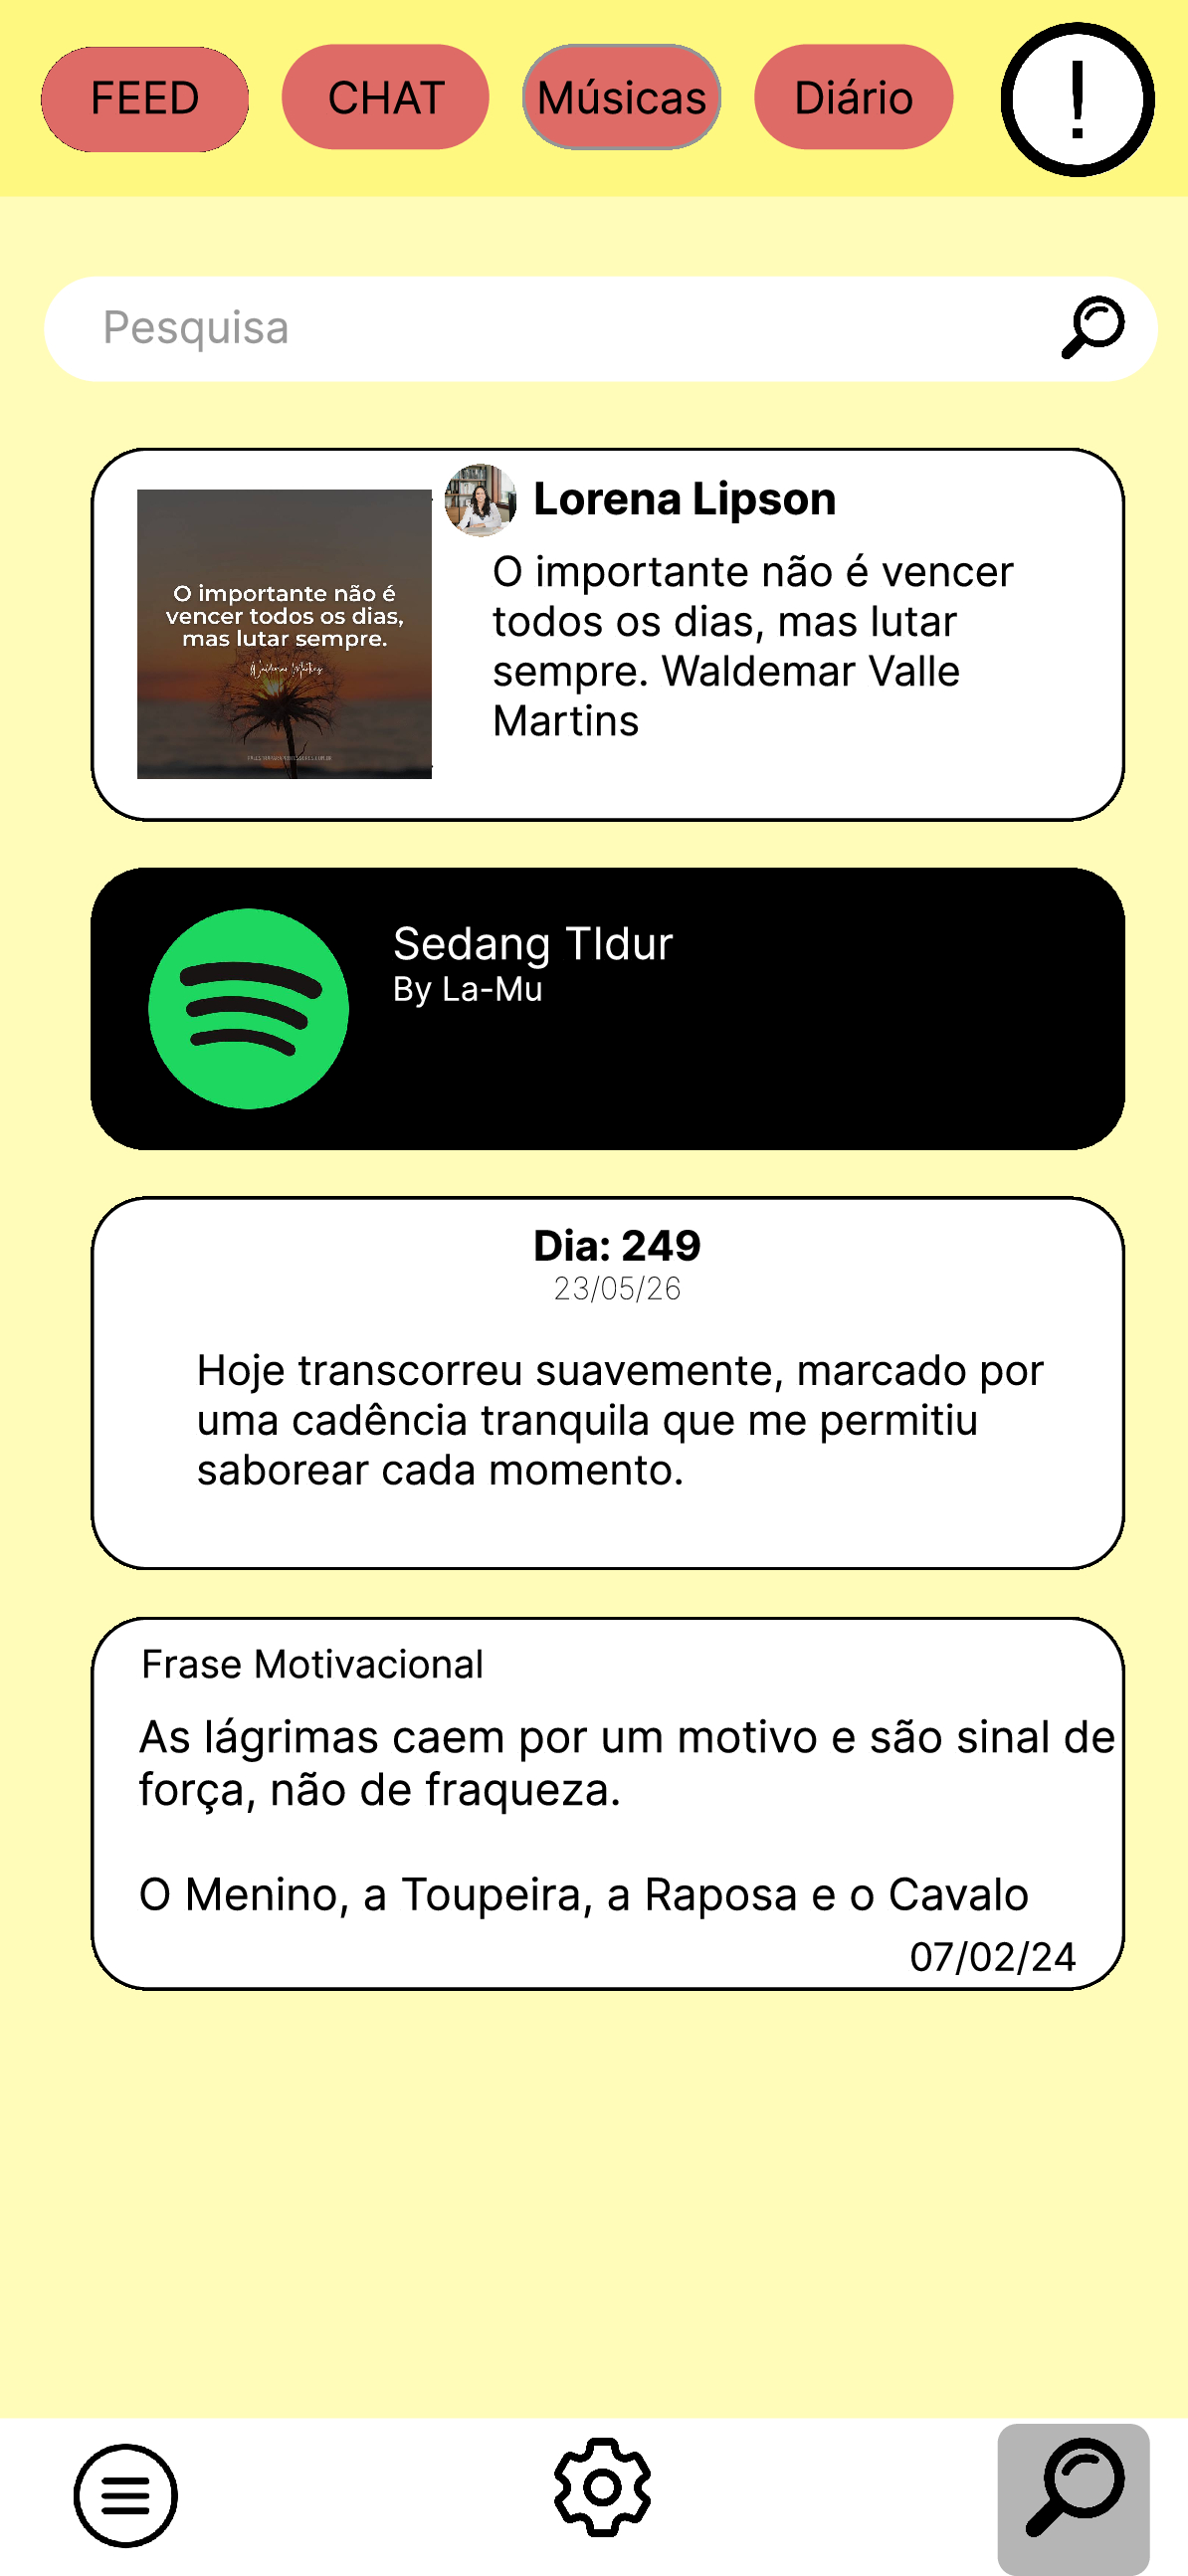 FEED
CHAT
Músicas
Diário
!
Pesquisa
O importante não é
vencer todos os dias,
mas lutar sempre.
Lorena Lipson
O importante não é vencer
todos os dias, mas lutar
sempre. Waldemar Valle
Martins
Sedang TIdur
By La-Mu
Dia: 249
23/05/26
Hoje transcorreu suavemente, marcado por
uma cadência tranquila que me permitiu
saborear cada momento.
Frase Motivacional
As lágrimas caem por um motivo e são sinal de
força, não de fraqueza.
O Menino, a Toupeira, a Raposa e o Cavalo
07/02/24